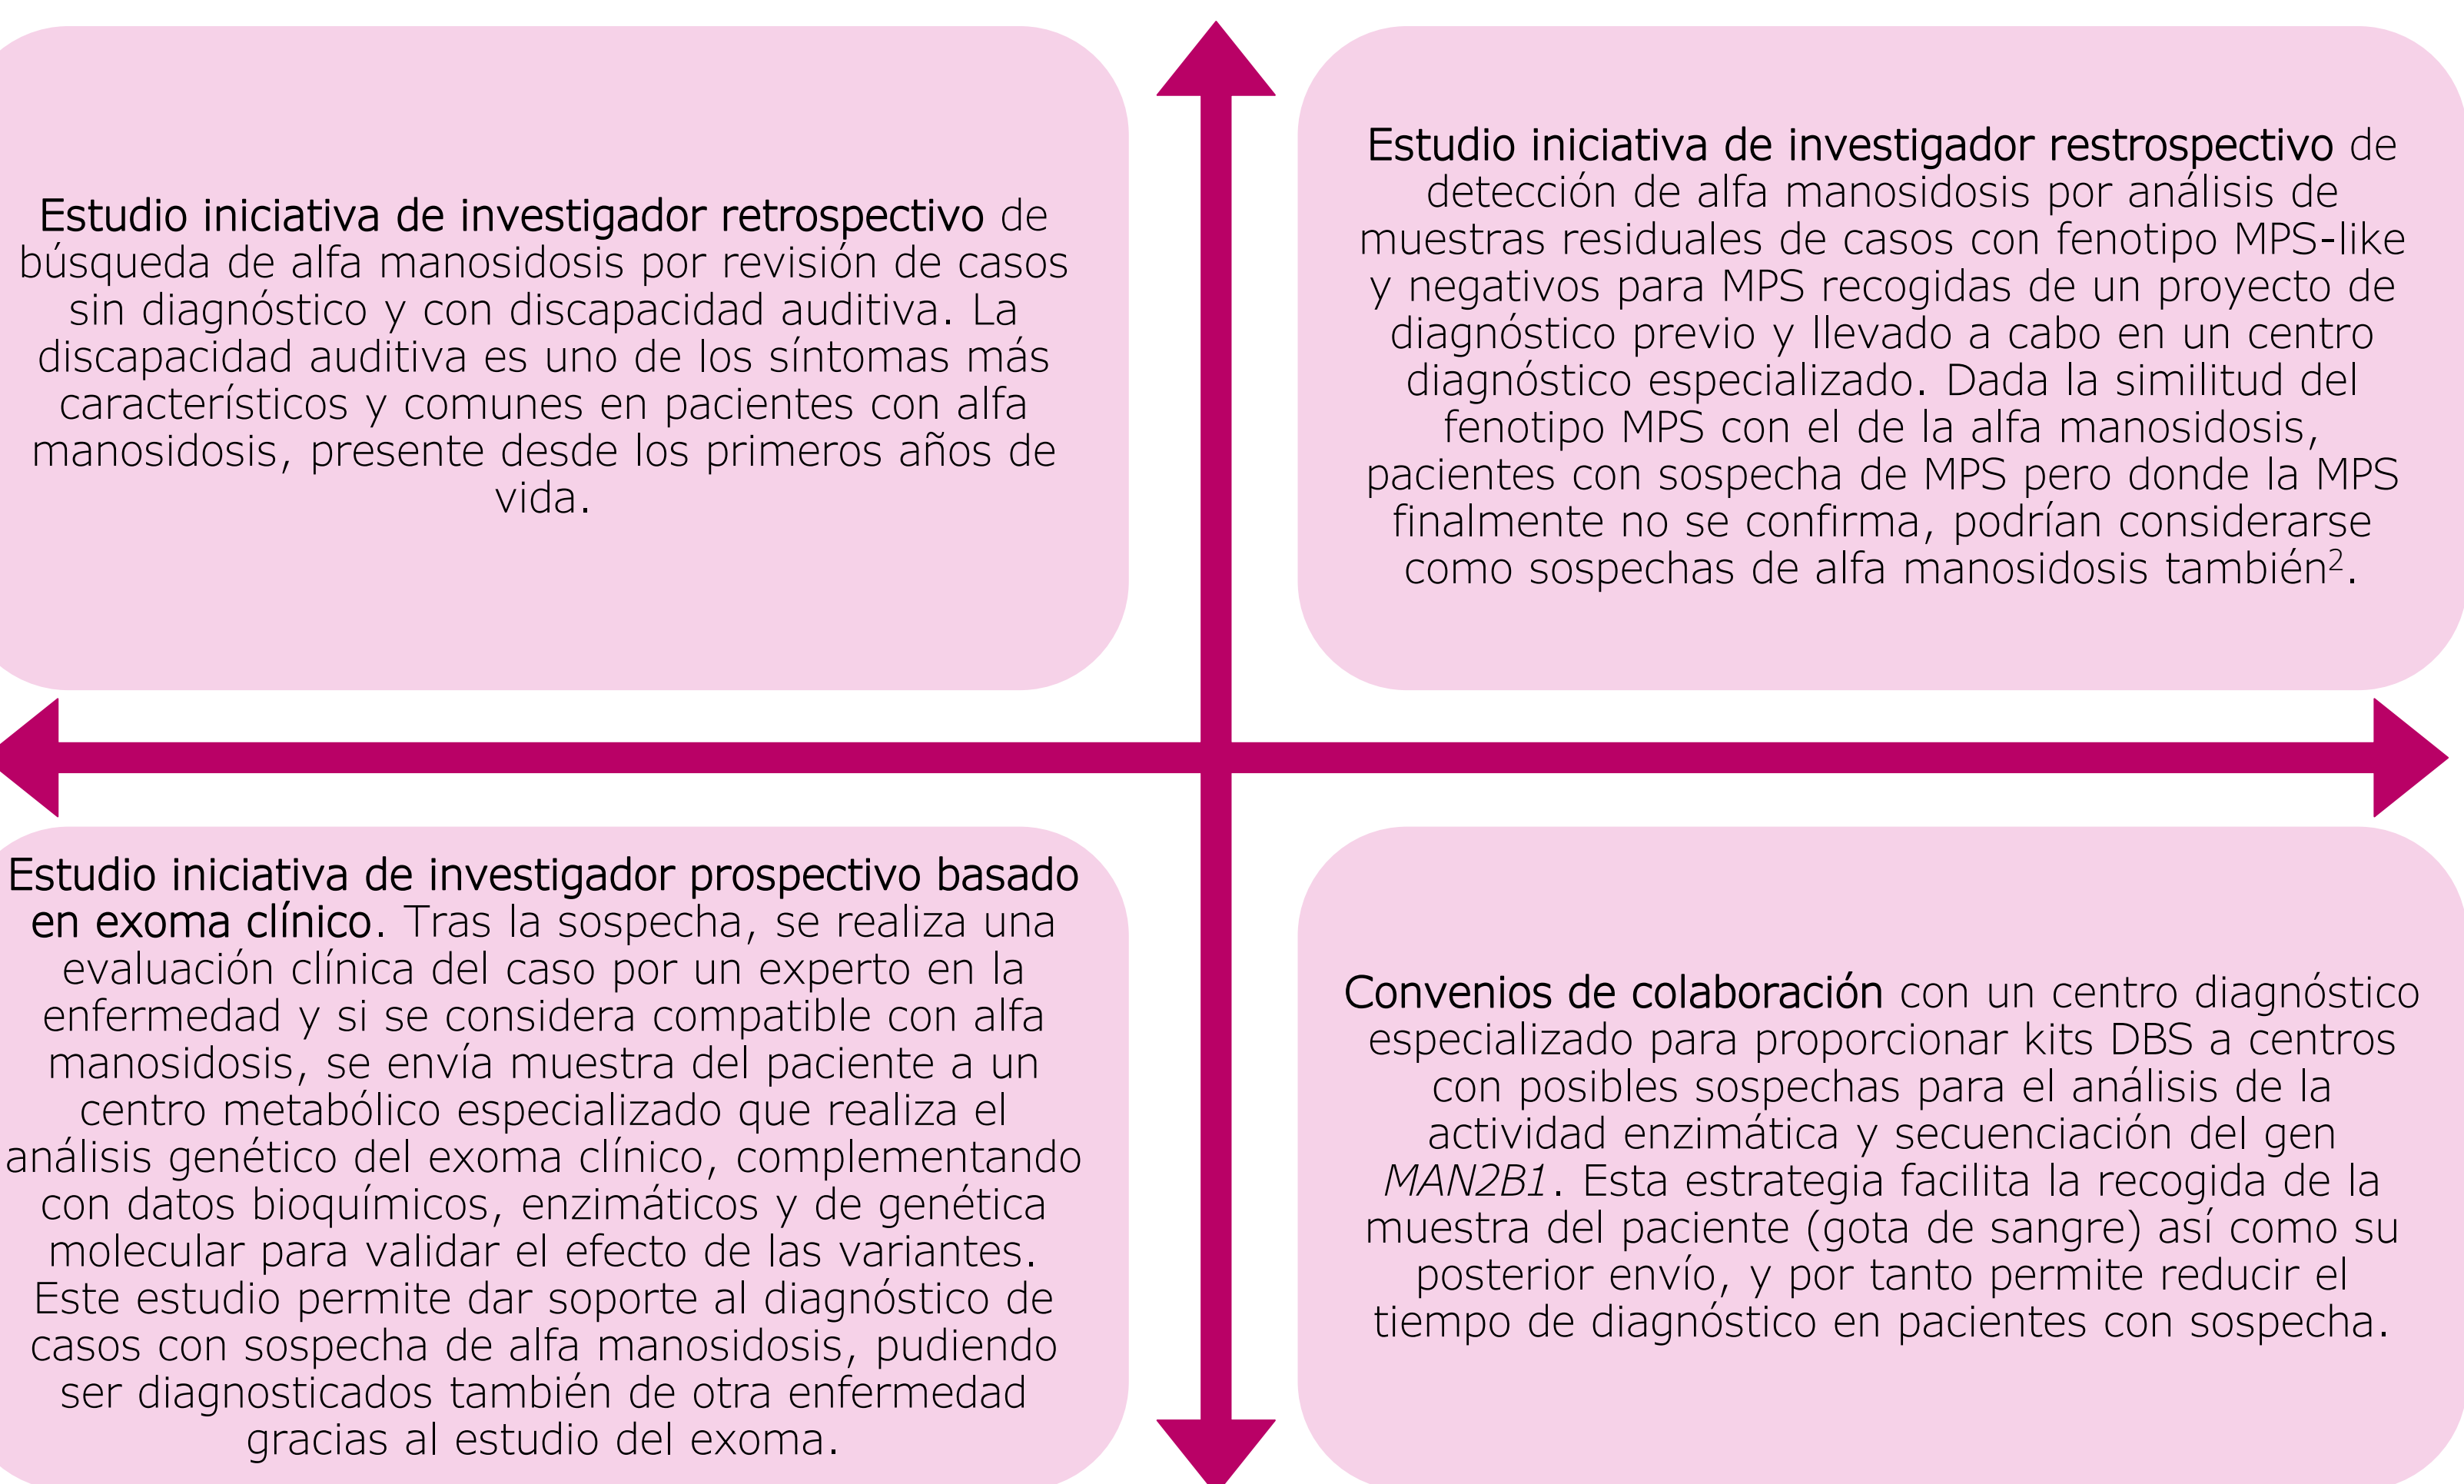 Estudio iniciativa de investigador retrospectivo de
búsqueda de alfa manosidosis por revisión de casos
sin diagnóstico y con discapacidad auditiva. La
discapacidad auditiva es uno de los síntomas más
característicos y comunes en pacientes con alfa
manosidosis, presente desde los primeros años de
vida.
Estudio iniciativa de investigador restrospectivo de
detección de alfa manosidosis por análisis de
muestras residuales de casos con fenotipo MPS-like
y negativos para MPS recogidas de un proyecto de
diagnóstico previo y llevado a cabo en un centro
diagnóstico especializado. Dada la similitud del
fenotipo MPS con el de la alfa manosidosis,
pacientes con sospecha de MPS pero donde la MPS
finalmente no se confirma, podrían considerarse
como sospechas de alfa manosidosis también².
Estudio iniciativa de investigador prospectivo basado
en exoma clínico. Tras la sospecha, se realiza una
evaluación clínica del caso por un experto en la
enfermedad y si se considera compatible con alfa
manosidosis, se envía muestra del paciente a un
centro metabólico especializado que realiza el
análisis genético del exoma clínico, complementando
con datos bioquímicos, enzimáticos y de genética
molecular para validar el efecto de las variantes.
Este estudio permite dar soporte al diagnóstico de
casos con sospecha de alfa manosidosis, pudiendo
ser diagnosticados también de otra enfermedad
gracias al estudio del exoma.
Convenios de colaboración con un centro diagnóstico
especializado para proporcionar kits DBS a centros
con posibles sospechas para el análisis de la
actividad enzimática y secuenciación del gen
MAN2B1. Esta estrategia facilita la recogida de la
muestra del paciente (gota de sangre) así como su
posterior envío, y por tanto permite reducir el
tiempo de diagnóstico en pacientes con sospecha.